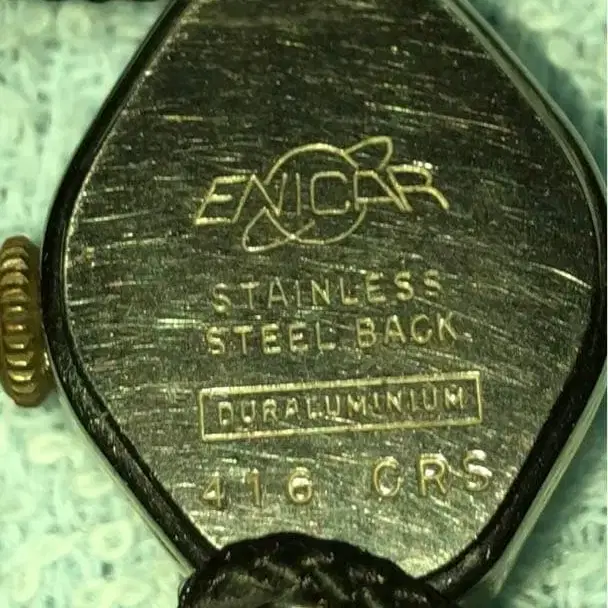 ENICAR
STAINLESS
STEEL BACK
DURALUMINIUM
416 CRS